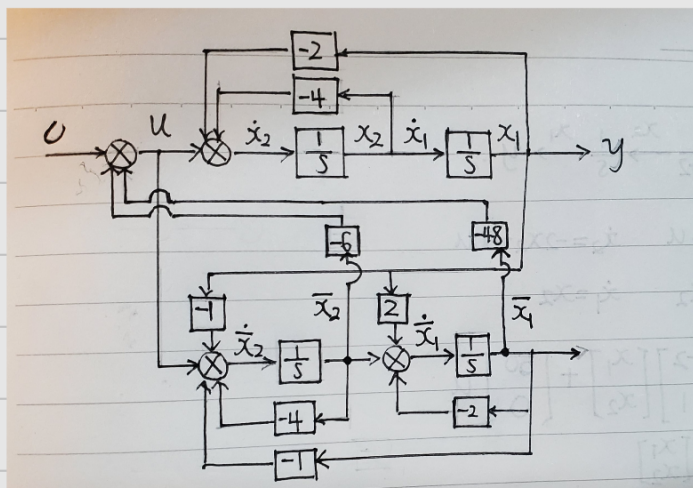 -2
-4
υ u ẋ₂ 1/S x₂ ẋ₁ 1/S x₁ y
-6 -48
-1 x̄₂ 2 x̄₁
ẋ̄₂ 1/S ẋ̄₁ 1/S
-4 -2
-1